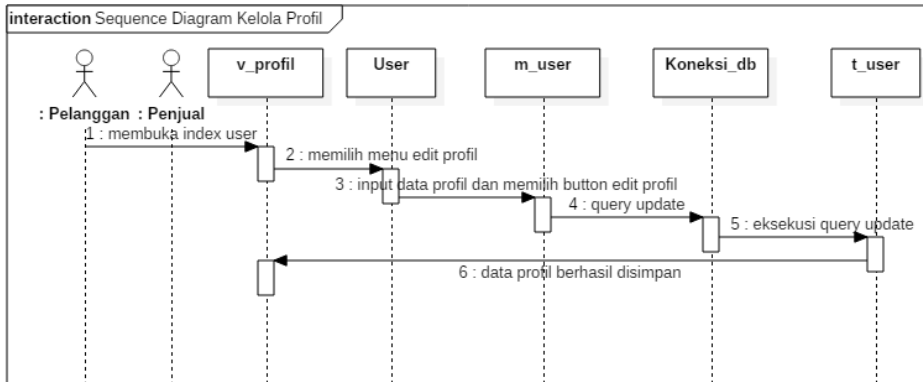 interaction Sequence Diagram Kelola Profil
v_profil
User
m_user
Koneksi_db
t_user
: Pelanggan
: Penjual
1 : membuka index user
2 : memilih menu edit profil
3 : input data profil dan memilih button edit profil
4 : query update
5 : eksekusi query update
6 : data profil berhasil disimpan